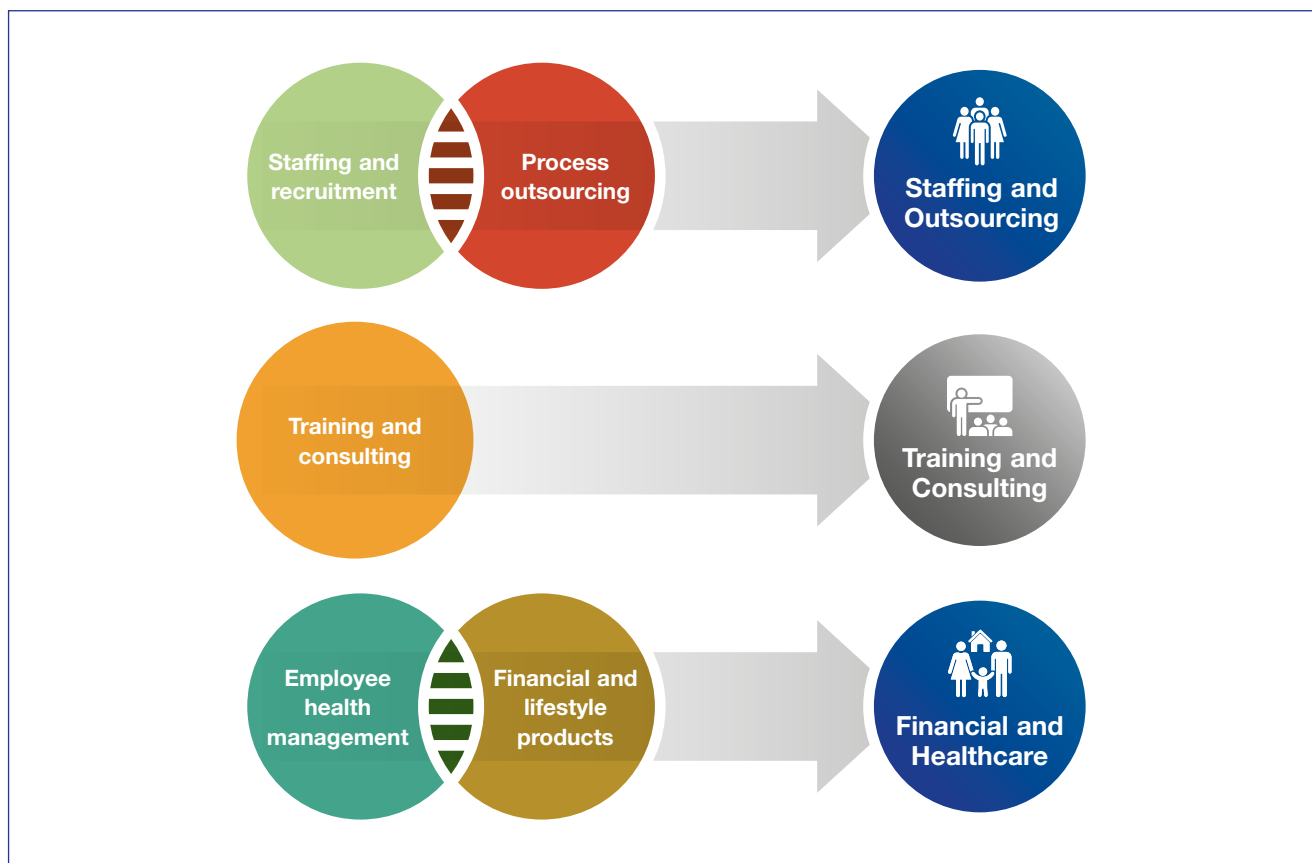 Staffing and
recruitment
Process
outsourcing
Staffing and
Outsourcing
Training and
consulting
Training and
Consulting
Employee
health
management
Financial and
lifestyle
products
Financial and
Healthcare